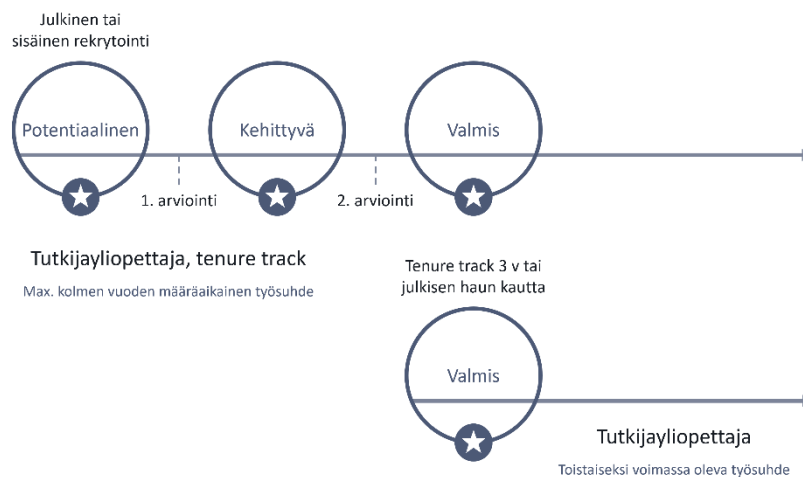 Julkinen tai
sisäinen rekrytointi
Potentiaalinen
Kehittyvä
Valmis
1. arviointi
2. arviointi
Tutkijayliopettaja, tenure track
Max. kolmen vuoden määräaikainen työsuhde
Tenure track 3 v tai
julkisen haun kautta
Valmis
Tutkijayliopettaja
Toistaiseksi voimassa oleva työsuhde